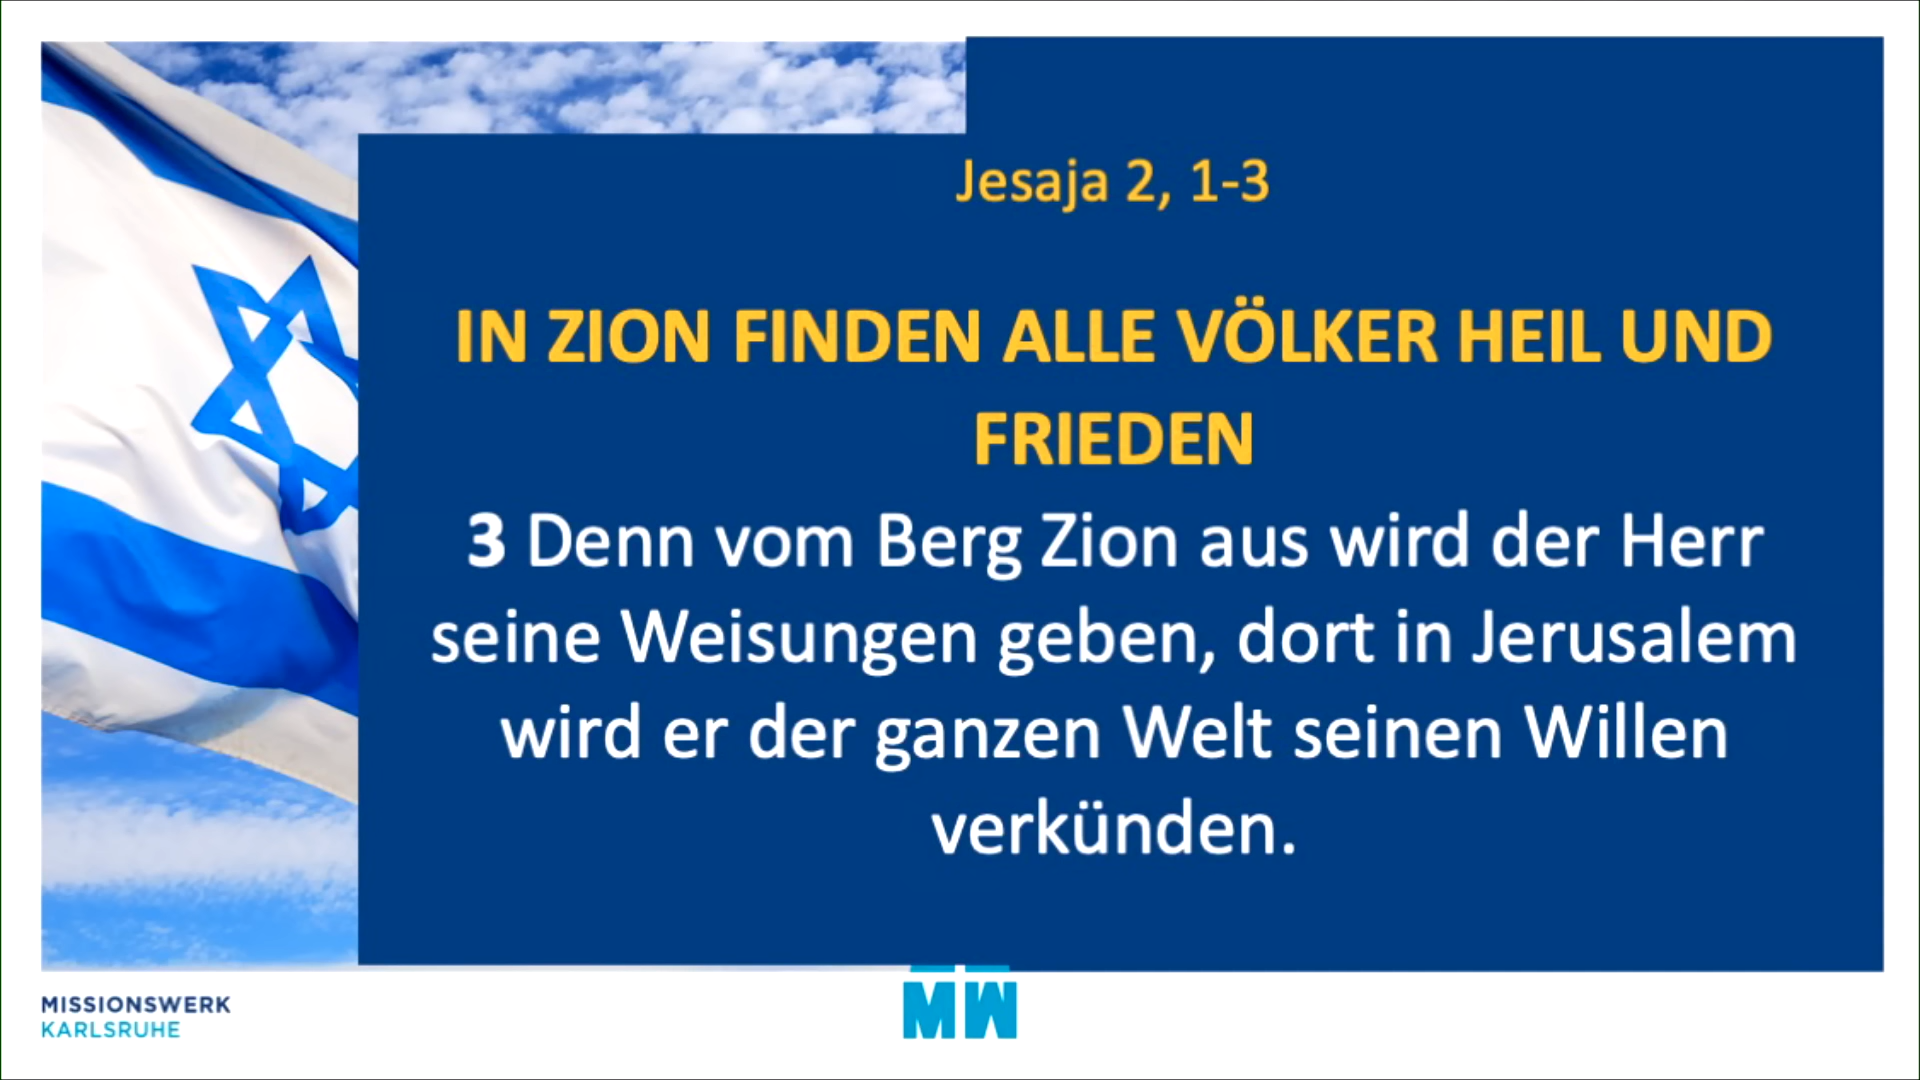 Jesaja 2, 1-3
IN ZION FINDEN ALLE VÖLKER HEIL UND
FRIEDEN
3 Denn vom Berg Zion aus wird der Herr
seine Weisungen geben, dort in Jerusalem
wird er der ganzen Welt seinen Willen
verkünden.
MISSIONSWERK
KARLSRUHE
MW